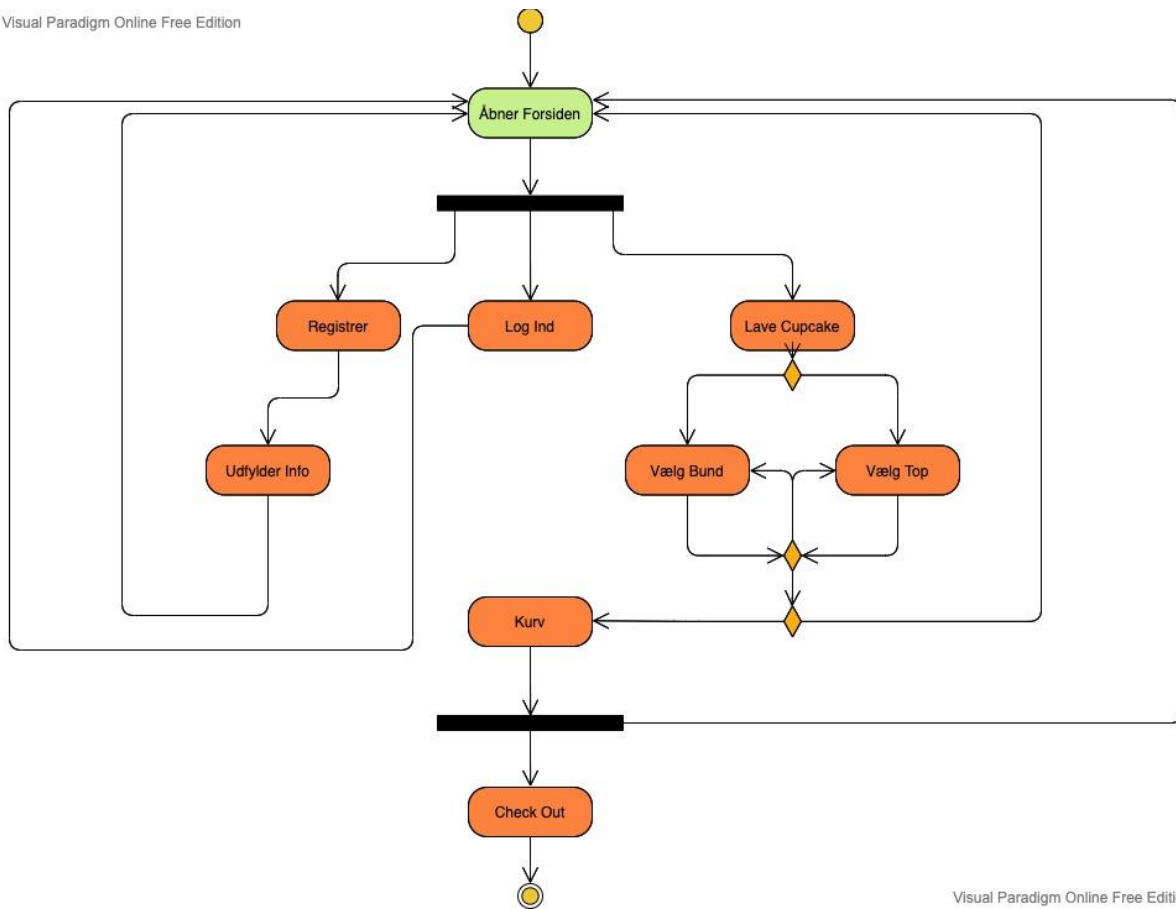 Visual Paradigm Online Free Edition
Åbner Forsiden
Registrer
Log Ind
Lave Cupcake
Udfylder Info
Vælg Bund
Vælg Top
Kurv
Check Out
Visual Paradigm Online Free Editi